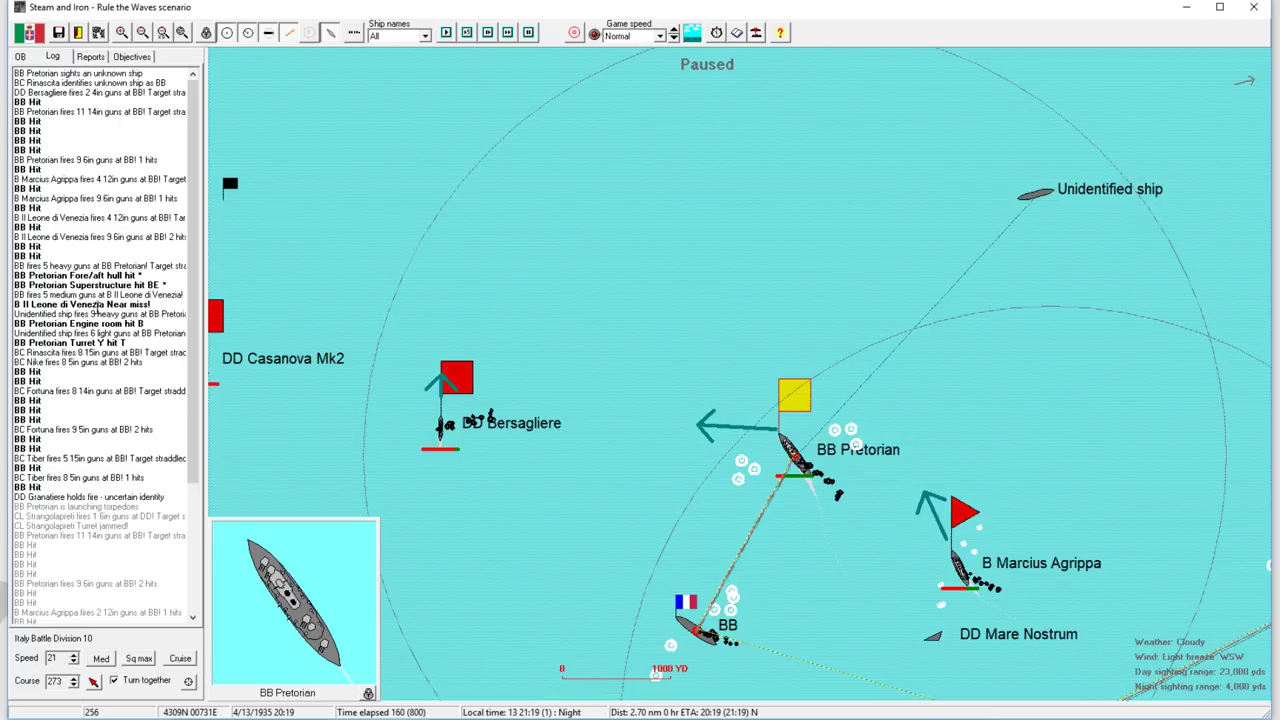 Steam and Iron - Rule the Waves scenario
Ship names
All
Game speed
Normal
OB
Log
Reports
Objectives
BB Pretorian sights an unknown ship
BC Rinascita identifies unknown ship as BB
DD Bersagliere fires 2 4in guns at BB! Target stra
BB Hit
BB Pretorian fires 11 14in guns at BB! Target stra
BB Hit
BB Hit
BB Hit
BB Hit
BB Pretorian fires 9 6in guns at BB! 1 hits
BB Hit
B Marcius Agrippa fires 4 12in guns at BB! Target
BB Hit
B Marcius Agrippa fires 9 6in guns at BB! 1 hits
BB Hit
B Il Leone di Venezia fires 4 12in guns at BB! Tar
BB Hit
B Il Leone di Venezia fires 9 6in guns at BB! 2 hits
BB Hit
BB Hit
BB fires 5 heavy guns at BB Pretorian! Target stra
BB Pretorian Fore/aft hull hit *
BB Pretorian Superstructure hit BE *
BB fires 5 medium guns at B Il Leone di Venezia!
B Il Leone di Venezia Near miss!
Unidentified ship fires 9 heavy guns at BB Pretoria
BB Pretorian Engine room hit B
Unidentified ship fires 6 light guns at BB Pretorian
BB Pretorian Turret Y hit T
BC Rinascita fires 8 15in guns at BB! Target strad
BC Nike fires 8 5in guns at BB! 2 hits
BB Hit
BB Hit
BC Fortuna fires 8 14in guns at BB! Target stradd
BB Hit
BB Hit
BB Hit
BC Fortuna fires 9 5in guns at BB! 2 hits
BB Hit
BB Hit
BC Tiber fires 5 15in guns at BB! Target straddled
BB Hit
BC Tiber fires 8 5in guns at BB! 1 hits
BB Hit
DD Granatiere holds fire - uncertain identity
BB Pretorian is launching torpedoes
CL Strangolapreti fires 1 6in guns at DD! Target s
CL Strangolapreti Turret jammed!
BB Pretorian fires 11 14in guns at BB! Target stra
BB Hit
BB Hit
BB Hit
BB Hit
BB Pretorian fires 9 6in guns at BB! 2 hits
BB Hit
BB Hit
B Marcius Agrippa fires 2 12in guns at BB! 1 hits
BB Hit
Italy Battle Division 10
Speed 21 Med Sq max Cruise
Course 273 Turn together
BB Pretorian
Paused
Unidentified ship
DD Casanova Mk2
DD Bersagliere
BB Pretorian
B Marcius Agrippa
BB
DD Mare Nostrum
0 1000 YD
Weather: Cloudy
Wind: Light breeze WSW
Day sighting range: 23,000 yds
Night sighting range: 4,000 yds
256
4309N 00731E
4/13/1935 20:19
Time elapsed 160 (800)
Local time: 13 21:19 (1) : Night
Dist: 2.70 nm 0 hr ETA: 20:19 (21:19) N